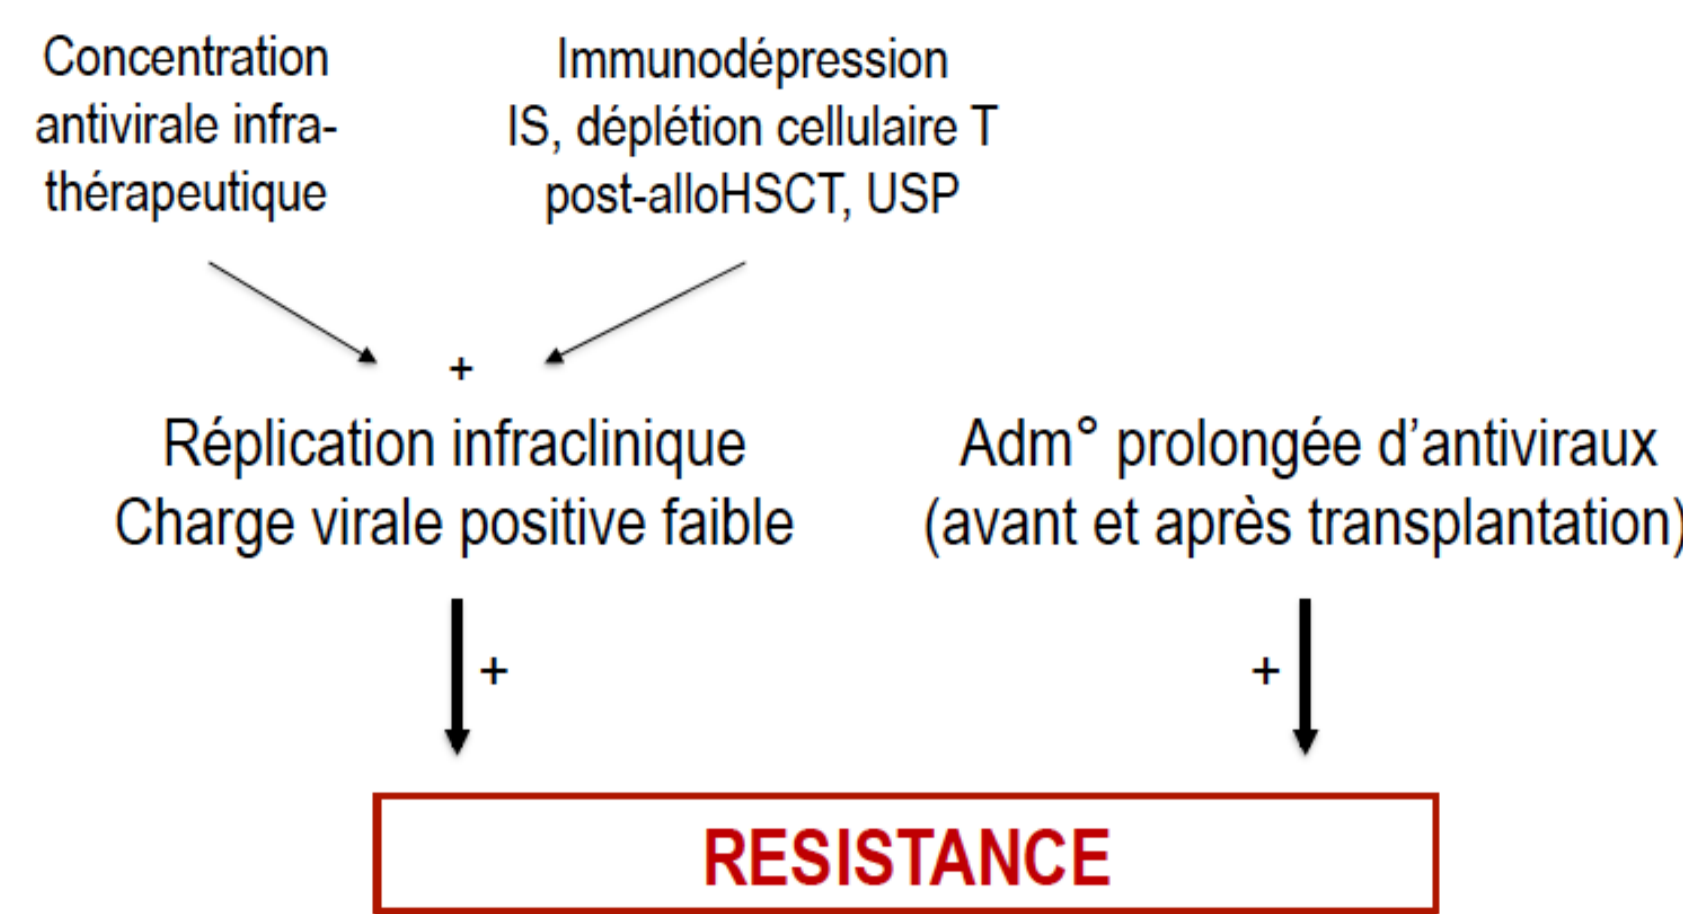 Concentration
antivirale infra-
thérapeutique
Immunodépression
IS, déplétion cellulaire T
post-alloHSCT, USP
+
Réplication infraclinique
Charge virale positive faible
Adm° prolongée d’antiviraux
(avant et après transplantation)
+
+
RESISTANCE